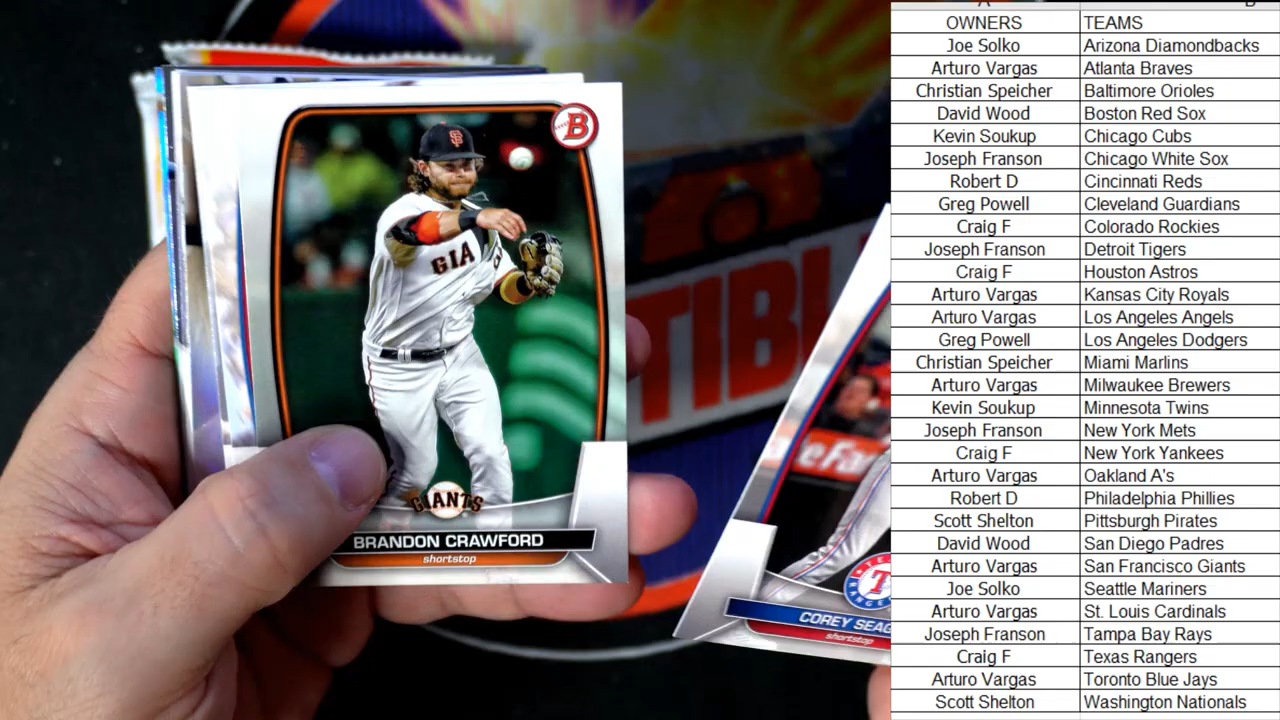 B
SF
GIA
GIANTS
BRANDON CRAWFORD
shortstop
TIBL
TEXAS
T
RANGERS
COREY SEAG
shortstop
OWNERS TEAMS
Joe Solko Arizona Diamondbacks
Arturo Vargas Atlanta Braves
Christian Speicher Baltimore Orioles
David Wood Boston Red Sox
Kevin Soukup Chicago Cubs
Joseph Franson Chicago White Sox
Robert D Cincinnati Reds
Greg Powell Cleveland Guardians
Craig F Colorado Rockies
Joseph Franson Detroit Tigers
Craig F Houston Astros
Arturo Vargas Kansas City Royals
Arturo Vargas Los Angeles Angels
Greg Powell Los Angeles Dodgers
Christian Speicher Miami Marlins
Arturo Vargas Milwaukee Brewers
Kevin Soukup Minnesota Twins
Joseph Franson New York Mets
Craig F New York Yankees
Arturo Vargas Oakland A's
Robert D Philadelphia Phillies
Scott Shelton Pittsburgh Pirates
David Wood San Diego Padres
Arturo Vargas San Francisco Giants
Joe Solko Seattle Mariners
Arturo Vargas St. Louis Cardinals
Joseph Franson Tampa Bay Rays
Craig F Texas Rangers
Arturo Vargas Toronto Blue Jays
Scott Shelton Washington Nationals